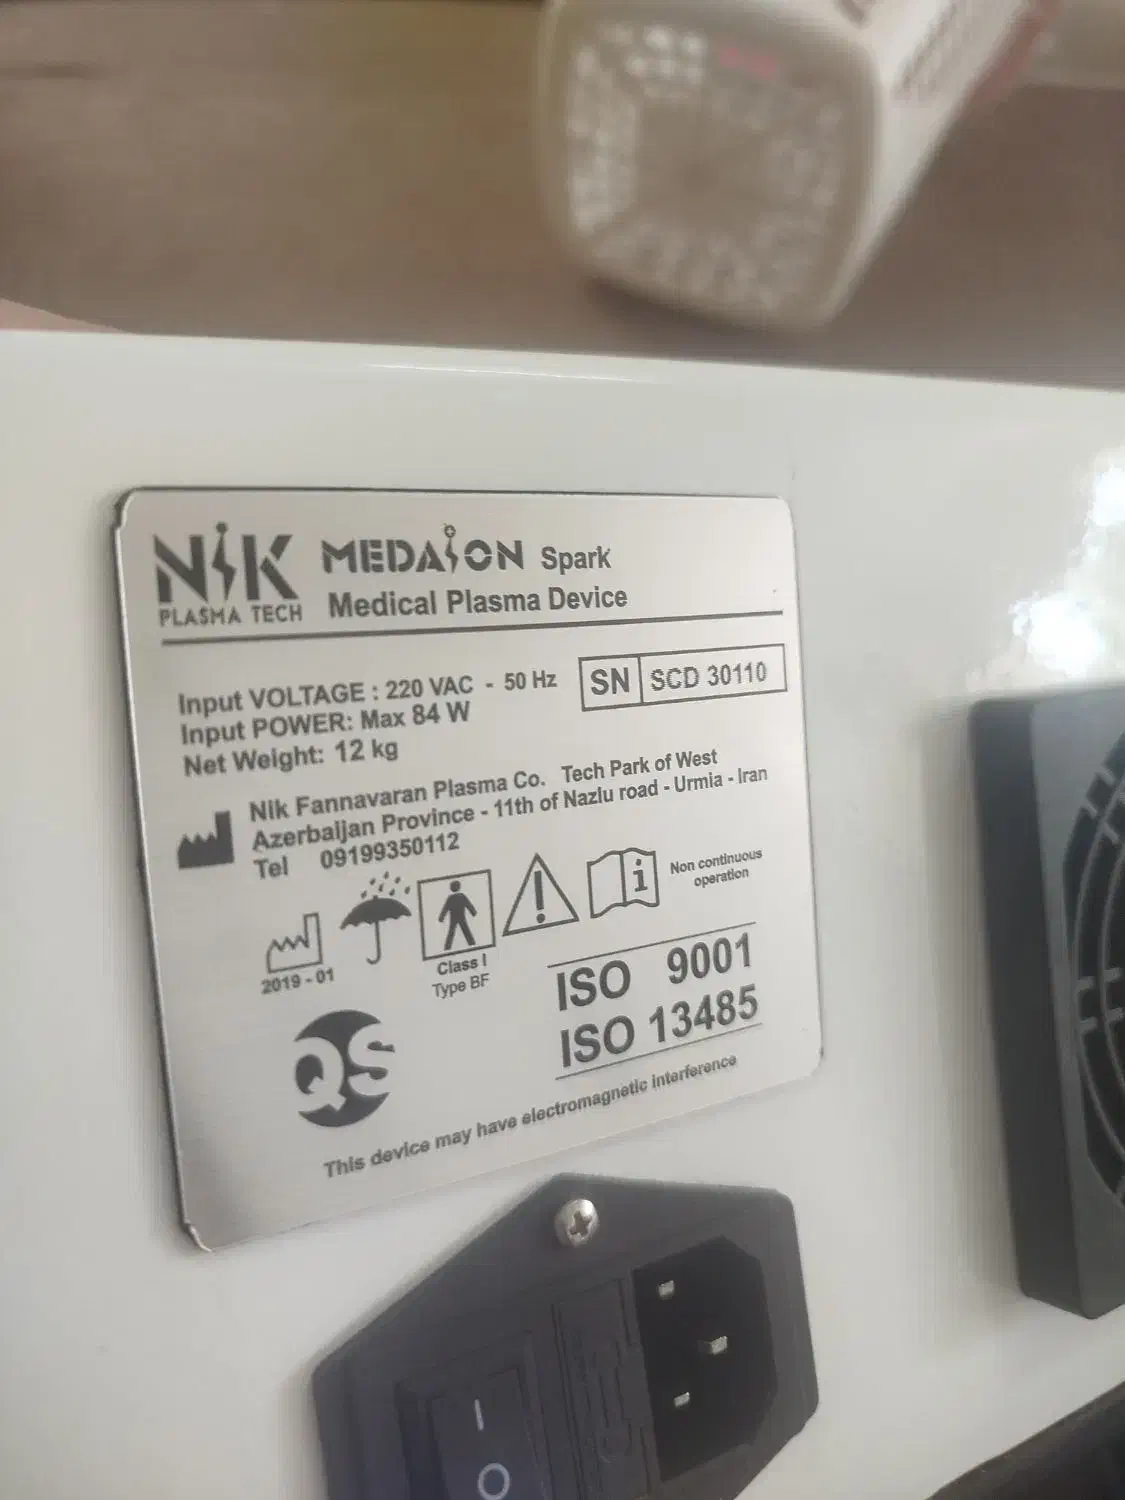 NIK MEDAION Spark
PLASMA TECH Medical Plasma Device
Input VOLTAGE : 220 VAC - 50 Hz SN SCD 30110
Input POWER: Max 84 W
Net Weight: 12 kg
Nik Fannavaran Plasma Co. Tech Park of West
Azerbaijan Province - 11th of Nazlu road - Urmia - Iran
Tel 09199350112
i Non continuous
operation
2019 - 01
Class I
Type BF
ISO 9001
ISO 13485
QS
This device may have electromagnetic interference
I
O